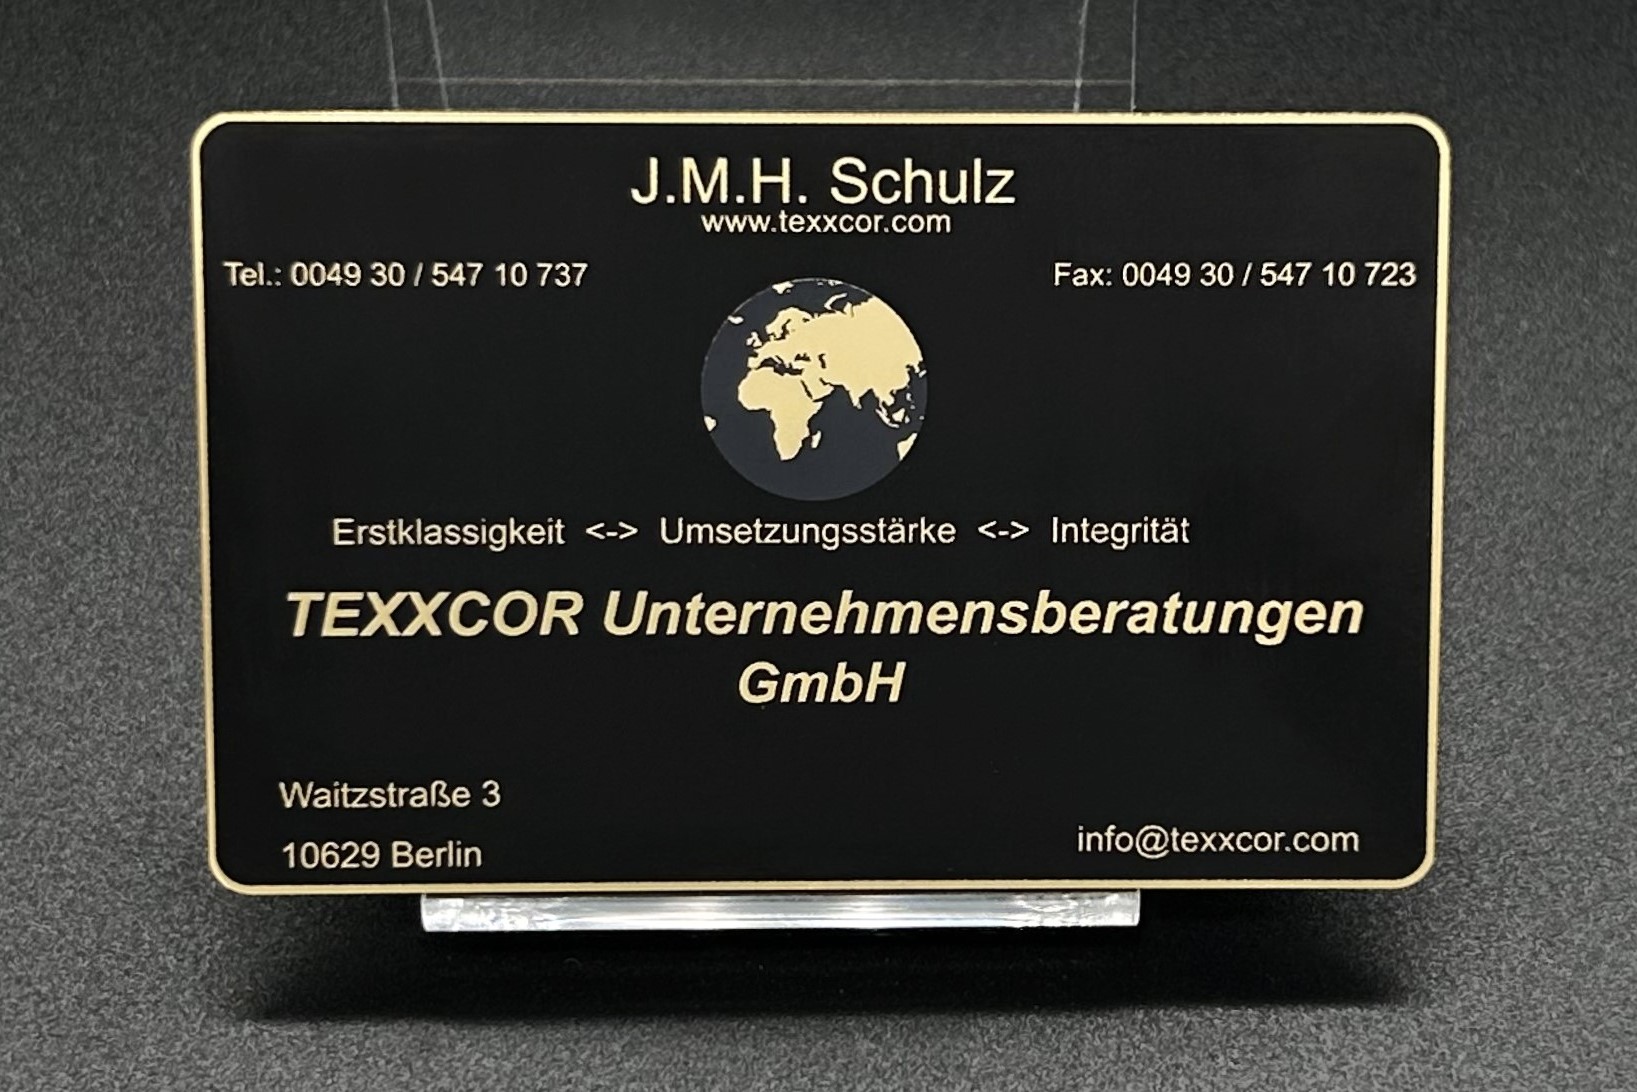 J.M.H. Schulz
www.texxcor.com
Tel.: 0049 30 / 547 10 737
Fax: 0049 30 / 547 10 723
Erstklassigkeit <-> Umsetzungsstärke <-> Integrität
TEXXCOR Unternehmensberatungen
GmbH
Waitzstraße 3
10629 Berlin
info@texxcor.com